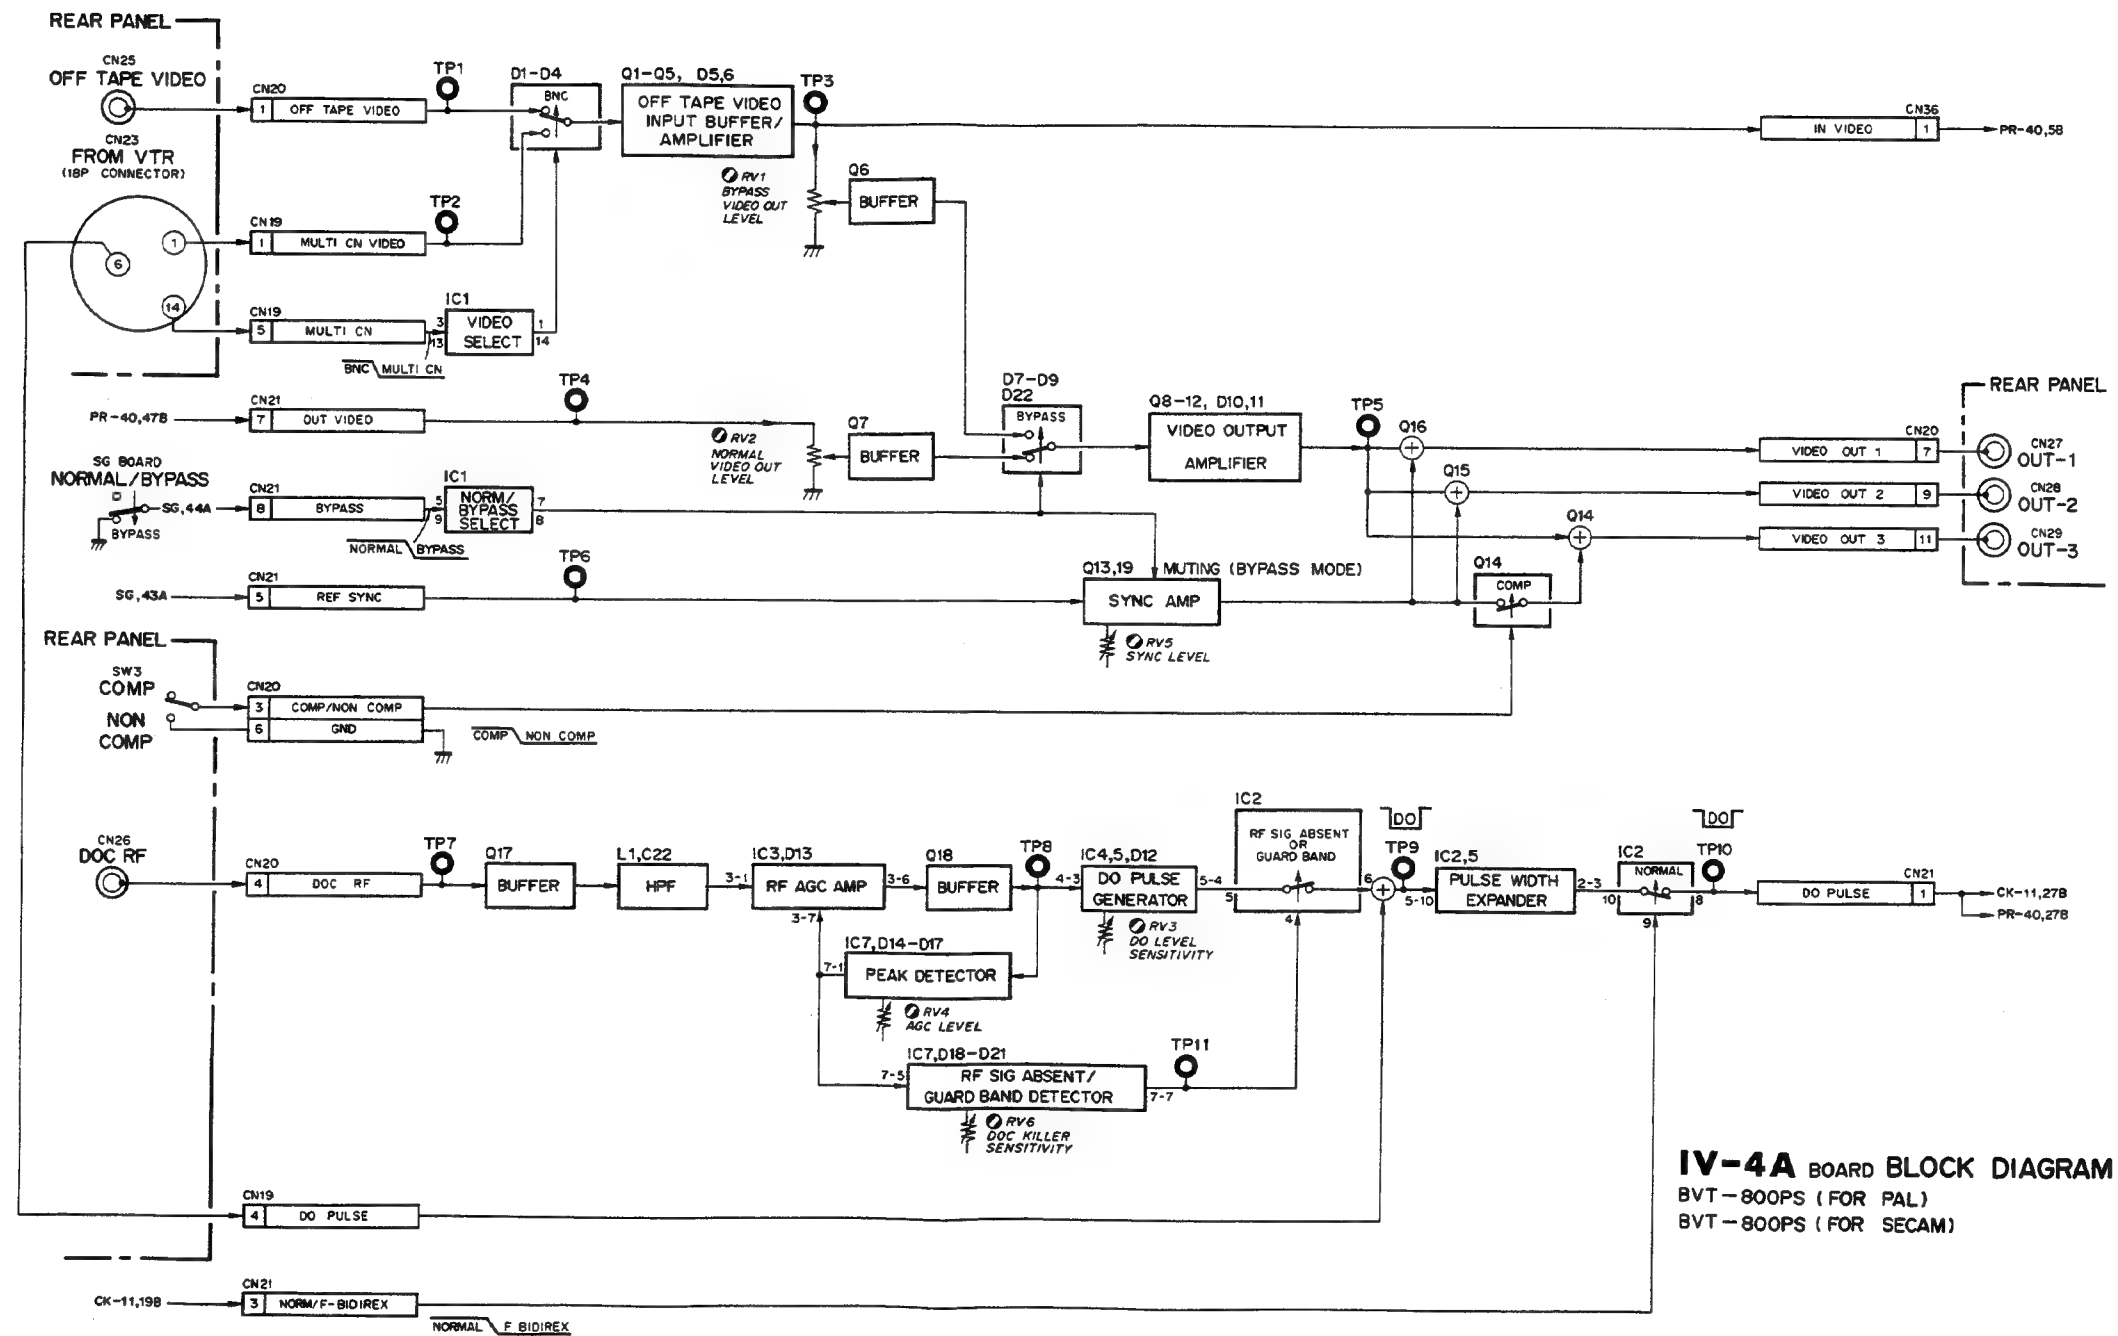 REAR PANEL
CN25
OFF TAPE VIDEO
CN23
FROM VTR
(18P CONNECTOR)
1
6
14
CN20
1 OFF TAPE VIDEO
TP1
CN19
1 MULTI CN VIDEO
TP2
CN19
5 MULTI CN
BNC MULTI CN
IC1
3
13
VIDEO
SELECT
1
14
D1-D4
BNC
Q1-Q5, D5,6
OFF TAPE VIDEO
INPUT BUFFER/
AMPLIFIER
TP3
RV1
BYPASS
VIDEO OUT
LEVEL
Q6
BUFFER
CN36
IN VIDEO 1
PR-40,5B
PR-40,47B
CN21
7 OUT VIDEO
TP4
RV2
NORMAL
VIDEO OUT
LEVEL
Q7
BUFFER
D7-D9
D22
BYPASS
Q8-12, D10,11
VIDEO OUTPUT
AMPLIFIER
TP5
Q16
Q15
Q14
CN20
VIDEO OUT 1 7
VIDEO OUT 2 9
VIDEO OUT 3 11
REAR PANEL
CN27
OUT-1
CN28
OUT-2
CN29
OUT-3
SG BOARD
NORMAL/BYPASS
BYPASS
SG,44A
CN21
8 BYPASS
NORMAL BYPASS
IC1
5
9
NORM/
BYPASS
SELECT
7
8
SG,43A
CN21
5 REF SYNC
TP6
Q13,19 MUTING (BYPASS MODE)
SYNC AMP
RV5
SYNC LEVEL
Q14
COMP
REAR PANEL
SW3
COMP
NON
COMP
CN20
3 COMP/NON COMP
6 GND
COMP NON COMP
CN26
DOC RF
CN20
4 DOC RF
TP7
Q17
BUFFER
L1,C22
HPF
3-1
IC3,D13
RF AGC AMP
3-6
3-7
Q18
BUFFER
TP8
4-3
IC4,5,D12
DO PULSE
GENERATOR
5-4
RV3
DO LEVEL
SENSITIVITY
IC2
RF SIG ABSENT
OR
GUARD BAND
5
4
6
DO
TP9
5-10
IC2,5
PULSE WIDTH
EXPANDER
2-3
10
IC2
NORMAL
9
8
DO
TP10
CN21
DO PULSE 1
CK-11,27B
PR-40,27B
IC7,D14-D17
7-1
PEAK DETECTOR
RV4
AGC LEVEL
IC7,D18-D21
7-5
RF SIG ABSENT/
GUARD BAND DETECTOR
7-7
TP11
RV6
DOC KILLER
SENSITIVITY
CN19
4 DO PULSE
CK-11,19B
CN21
3 NORM/F-BIDIREX
NORMAL F BIDIREX
IV-4A BOARD BLOCK DIAGRAM
BVT-800PS (FOR PAL)
BVT-800PS (FOR SECAM)